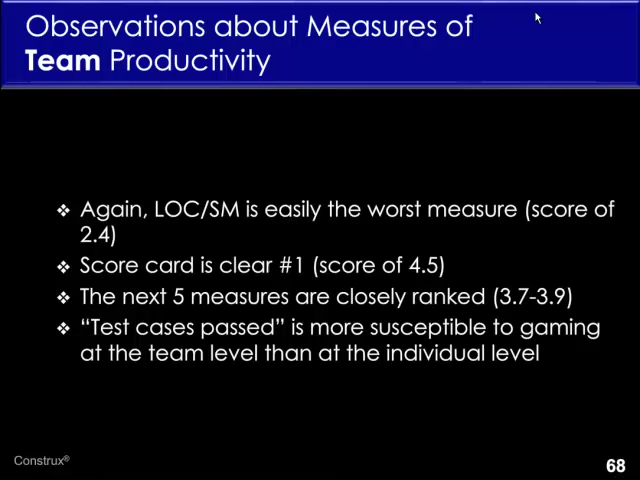 Observations about Measures of
Team Productivity
❖ Again, LOC/SM is easily the worst measure (score of
2.4)
❖ Score card is clear #1 (score of 4.5)
❖ The next 5 measures are closely ranked (3.7-3.9)
❖ “Test cases passed” is more susceptible to gaming
at the team level than at the individual level
Construx®
68